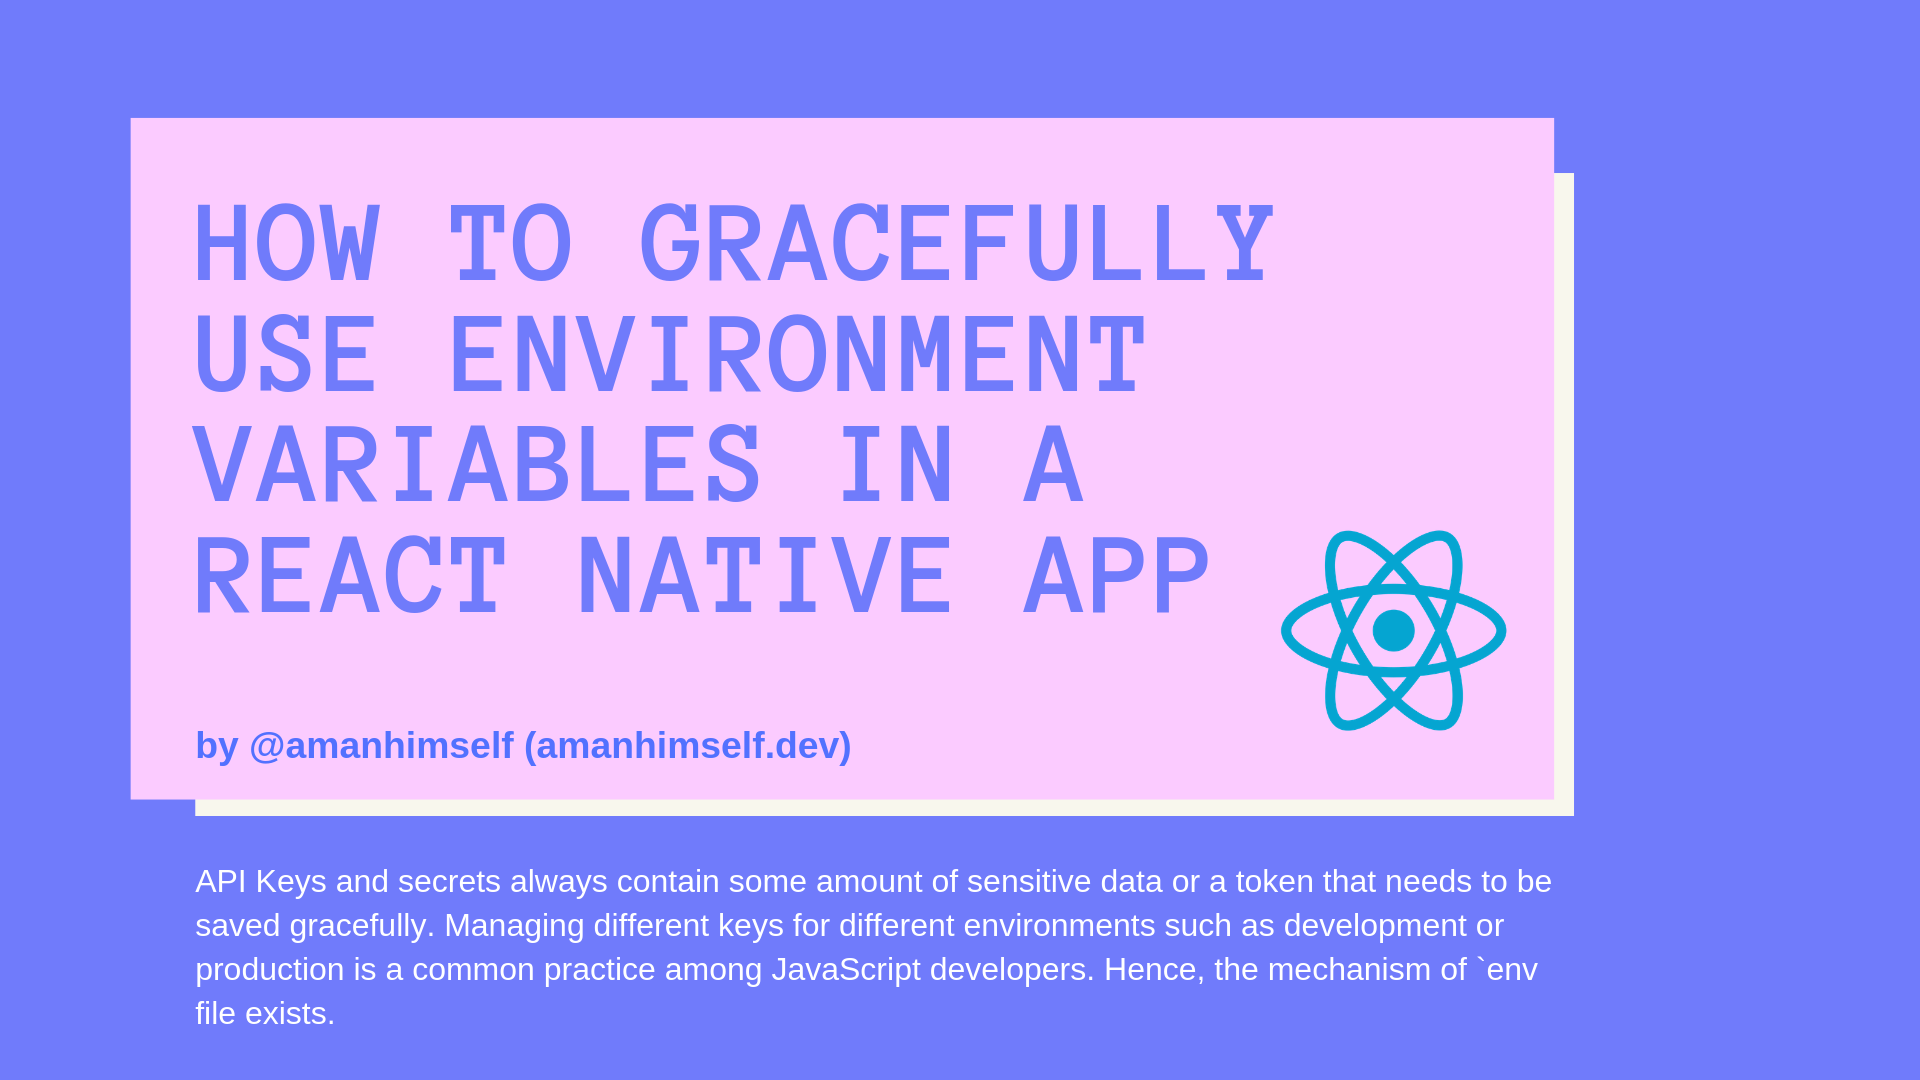 HOW TO GRACEFULLY
USE ENVIRONMENT
VARIABLES IN A
REACT NATIVE APP
by @amanhimself (amanhimself.dev)
API Keys and secrets always contain some amount of sensitive data or a token that needs to be
saved gracefully. Managing different keys for different environments such as development or
production is a common practice among JavaScript developers. Hence, the mechanism of `env
file exists.